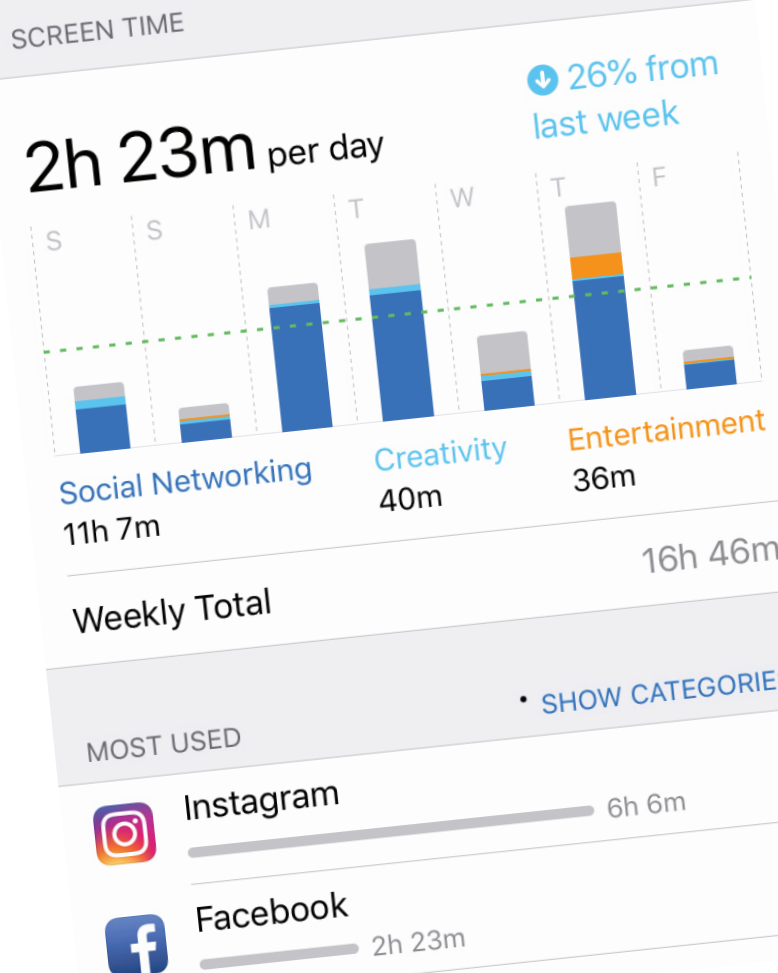 SCREEN TIME
26% from
last week
2h 23m per day
S S M T W T F
Social Networking Creativity Entertainment
11h 7m 40m 36m
Weekly Total 16h 46m
MOST USED SHOW CATEGORIE
Instagram
6h 6m
Facebook
2h 23m